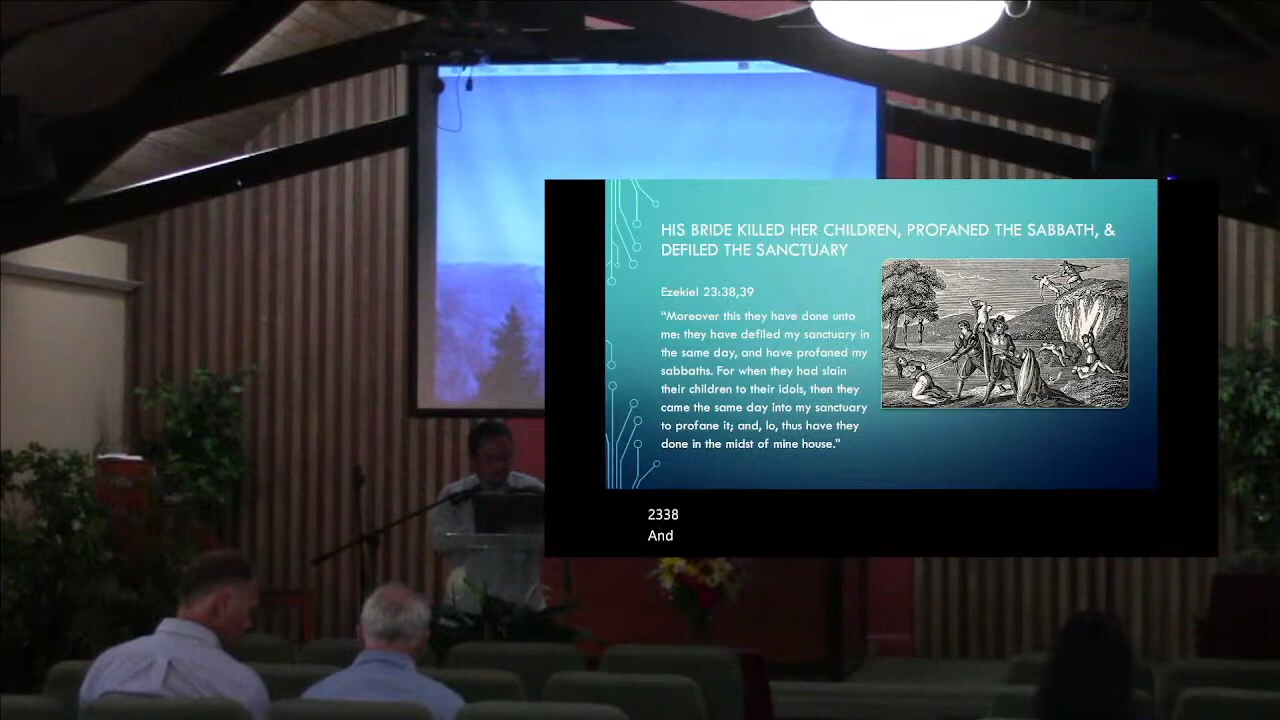 HIS BRIDE KILLED HER CHILDREN, PROFANED THE SABBATH, &
DEFILED THE SANCTUARY
Ezekiel 23:38,39
"Moreover this they have done unto
me: they have defiled my sanctuary in
the same day, and have profaned my
sabbaths. For when they had slain
their children to their idols, then they
came the same day into my sanctuary
to profane it; and, lo, thus have they
done in the midst of mine house."
2338
And